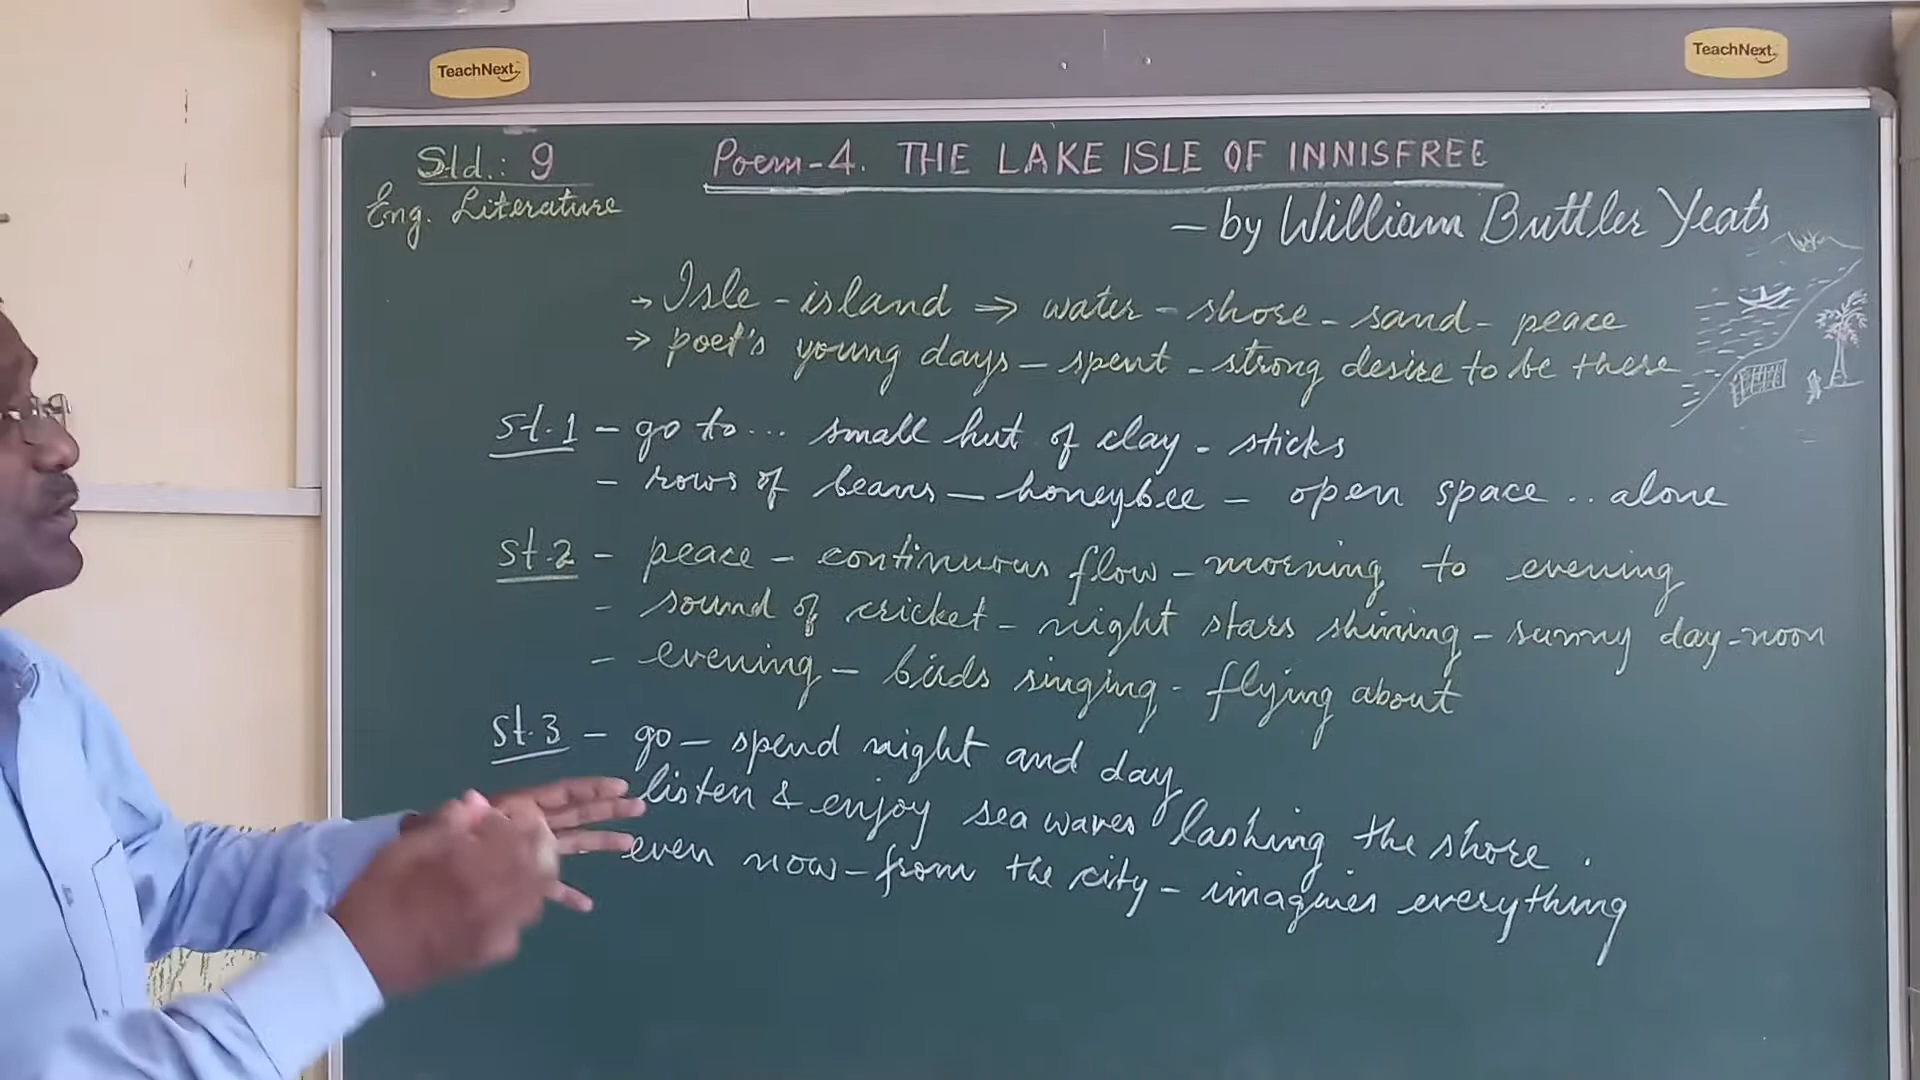 TeachNext
TeachNext
Std.: 9
Eng. Literature
Poem-4. THE LAKE ISLE OF INNISFREE
- by William Buttler Yeats
→ Isle - island ⇒ water - shore - sand - peace
→ poet's young days - spent - strong desire to be there
st.1 - go to... small hut of clay - sticks
- rows of beans - honeybee - open space .. alone
st.2 - peace - continuous flow - morning to evening
- sound of cricket - night stars shining - sunny day - noon
- evening - birds singing - flying about
st.3 - go - spend night and day
listen & enjoy sea waves lashing the shore.
- even now - from the city - imagines everything